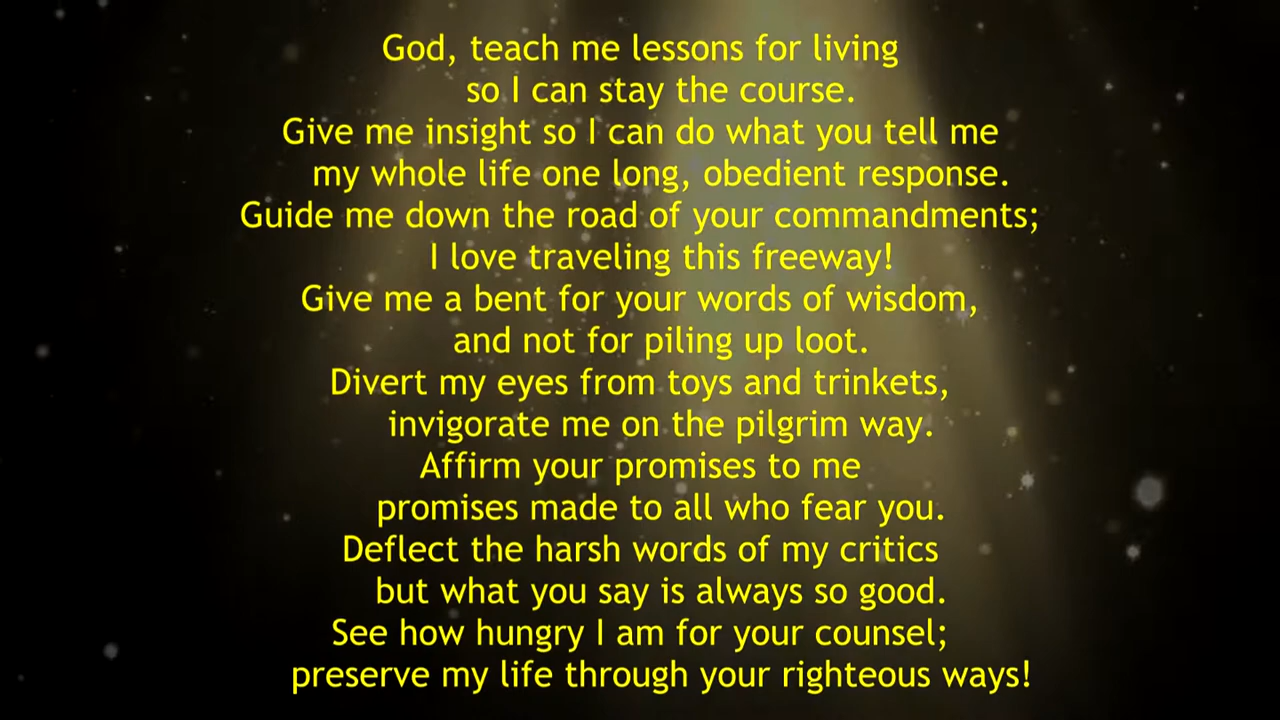 God, teach me lessons for living
so I can stay the course.
Give me insight so I can do what you tell me
my whole life one long, obedient response.
Guide me down the road of your commandments;
I love traveling this freeway!
Give me a bent for your words of wisdom,
and not for piling up loot.
Divert my eyes from toys and trinkets,
invigorate me on the pilgrim way.
Affirm your promises to me
promises made to all who fear you.
Deflect the harsh words of my critics
but what you say is always so good.
See how hungry I am for your counsel;
preserve my life through your righteous ways!